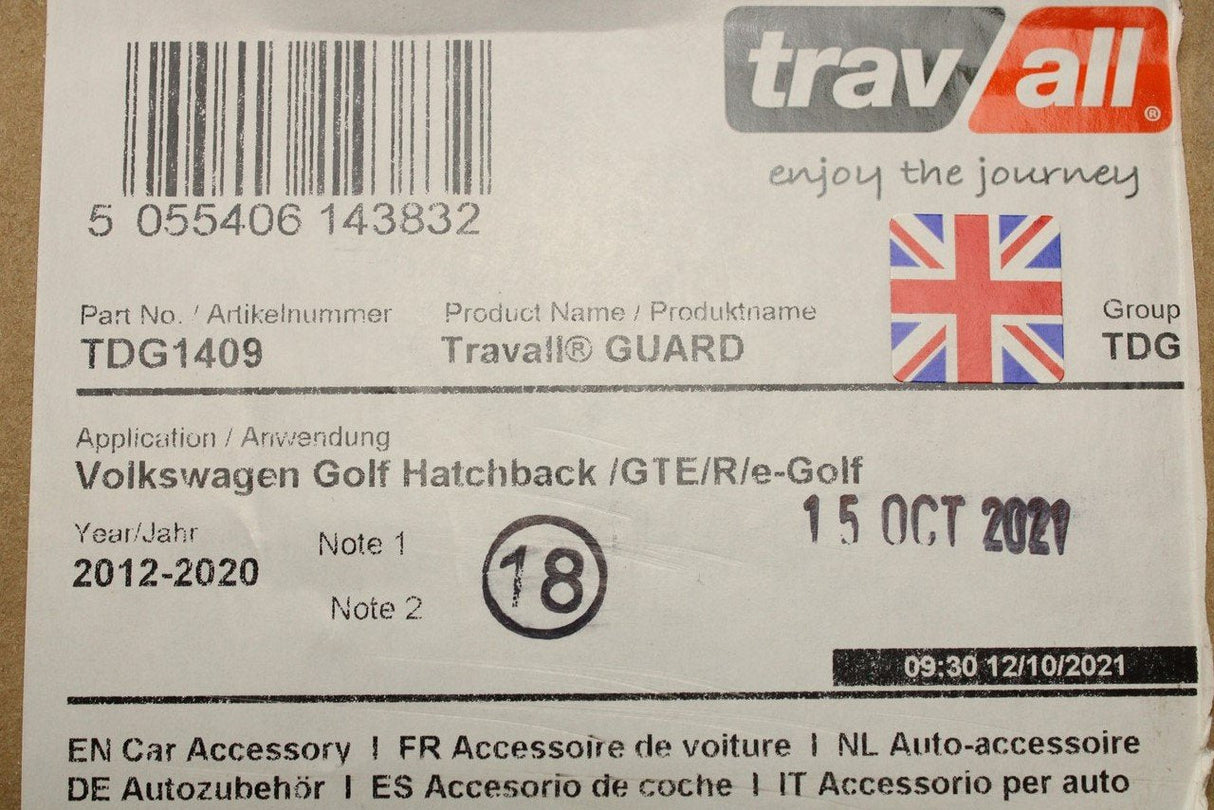 travall®
enjoy the journey
5 055406 143832
Part No. / Artikelnummer
TDG1409
Product Name / Produktname
Travall® GUARD
Group
TDG
Application / Anwendung
Volkswagen Golf Hatchback /GTE/R/e-Golf
15 OCT 2021
Year/Jahr
2012-2020
Note 1
Note 2
18
09:30 12/10/2021
EN Car Accessory | FR Accessoire de voiture | NL Auto-accessoire
DE Autozubehör | ES Accesorio de coche | IT Accessorio per auto